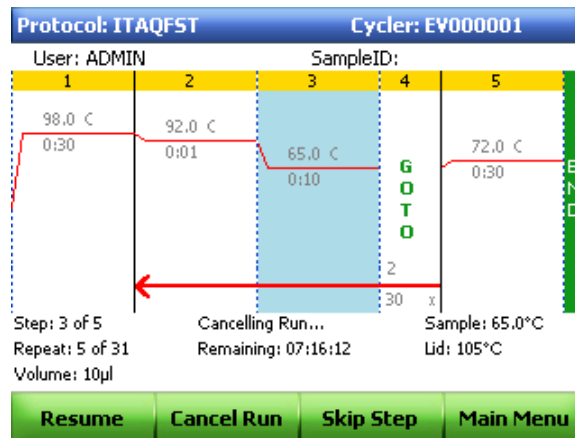 Protocol: ITAQFST Cycler: EV000001
User: ADMIN SampleID:
1 2 3 4 5
98.0 C
0:30
92.0 C
0:01
65.0 C
0:10
GOTO
2
30 x
72.0 C
0:30
END
Step: 3 of 5 Cancelling Run... Sample: 65.0°C
Repeat: 5 of 31 Remaining: 07:16:12 Lid: 105°C
Volume: 10µl
Resume Cancel Run Skip Step Main Menu